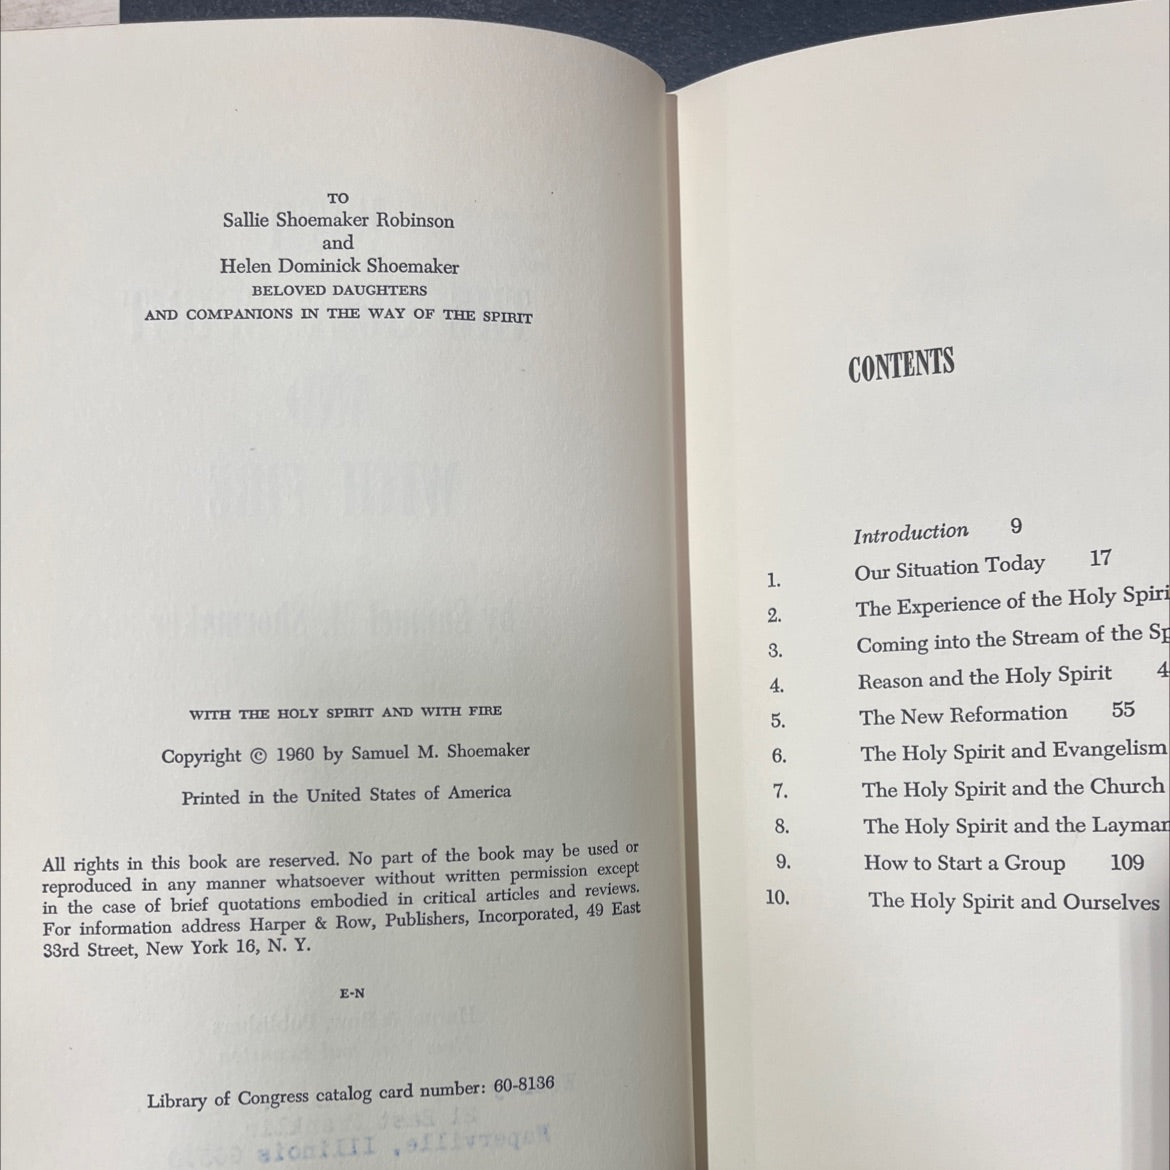 TO
Sallie Shoemaker Robinson
and
Helen Dominick Shoemaker
BELOVED DAUGHTERS
AND COMPANIONS IN THE WAY OF THE SPIRIT
WITH THE HOLY SPIRIT AND WITH FIRE
Copyright © 1960 by Samuel M. Shoemaker
Printed in the United States of America
All rights in this book are reserved. No part of the book may be used or
reproduced in any manner whatsoever without written permission except
in the case of brief quotations embodied in critical articles and reviews.
For information address Harper & Row, Publishers, Incorporated, 49 East
33rd Street, New York 16, N. Y.
E-N
Library of Congress catalog card number: 60-8136
CONTENTS
Introduction 9
1. Our Situation Today 17
2. The Experience of the Holy Spiri
3. Coming into the Stream of the Sp
4. Reason and the Holy Spirit 4
5. The New Reformation 55
6. The Holy Spirit and Evangelism
7. The Holy Spirit and the Church
8. The Holy Spirit and the Layman
9. How to Start a Group 109
10. The Holy Spirit and Ourselves